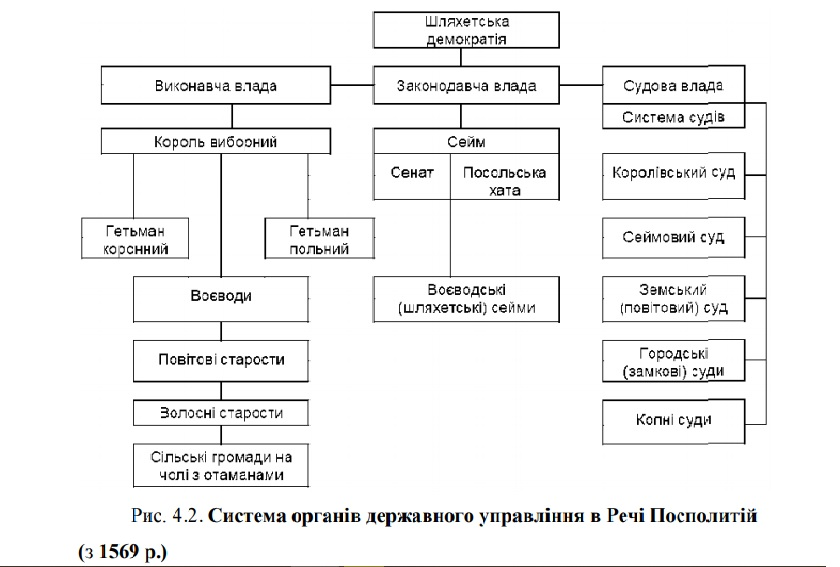 Шляхетська
демократія
Виконавча влада
Законодавча влада
Судова влада
Система судів
Король виборний
Сейм
Сенат
Посольська
хата
Королівський суд
Гетьман
коронний
Гетьман
польний
Сеймовий суд
Воєводи
Воєводські
(шляхетські) сейми
Земський
(повітовий) суд
Повітові старости
Городські
(замкові) суди
Волосні старости
Копні суди
Сільські громади на
чолі з отаманами
Рис. 4.2. Система органів державного управління в Речі Посполитій
(з 1569 р.)